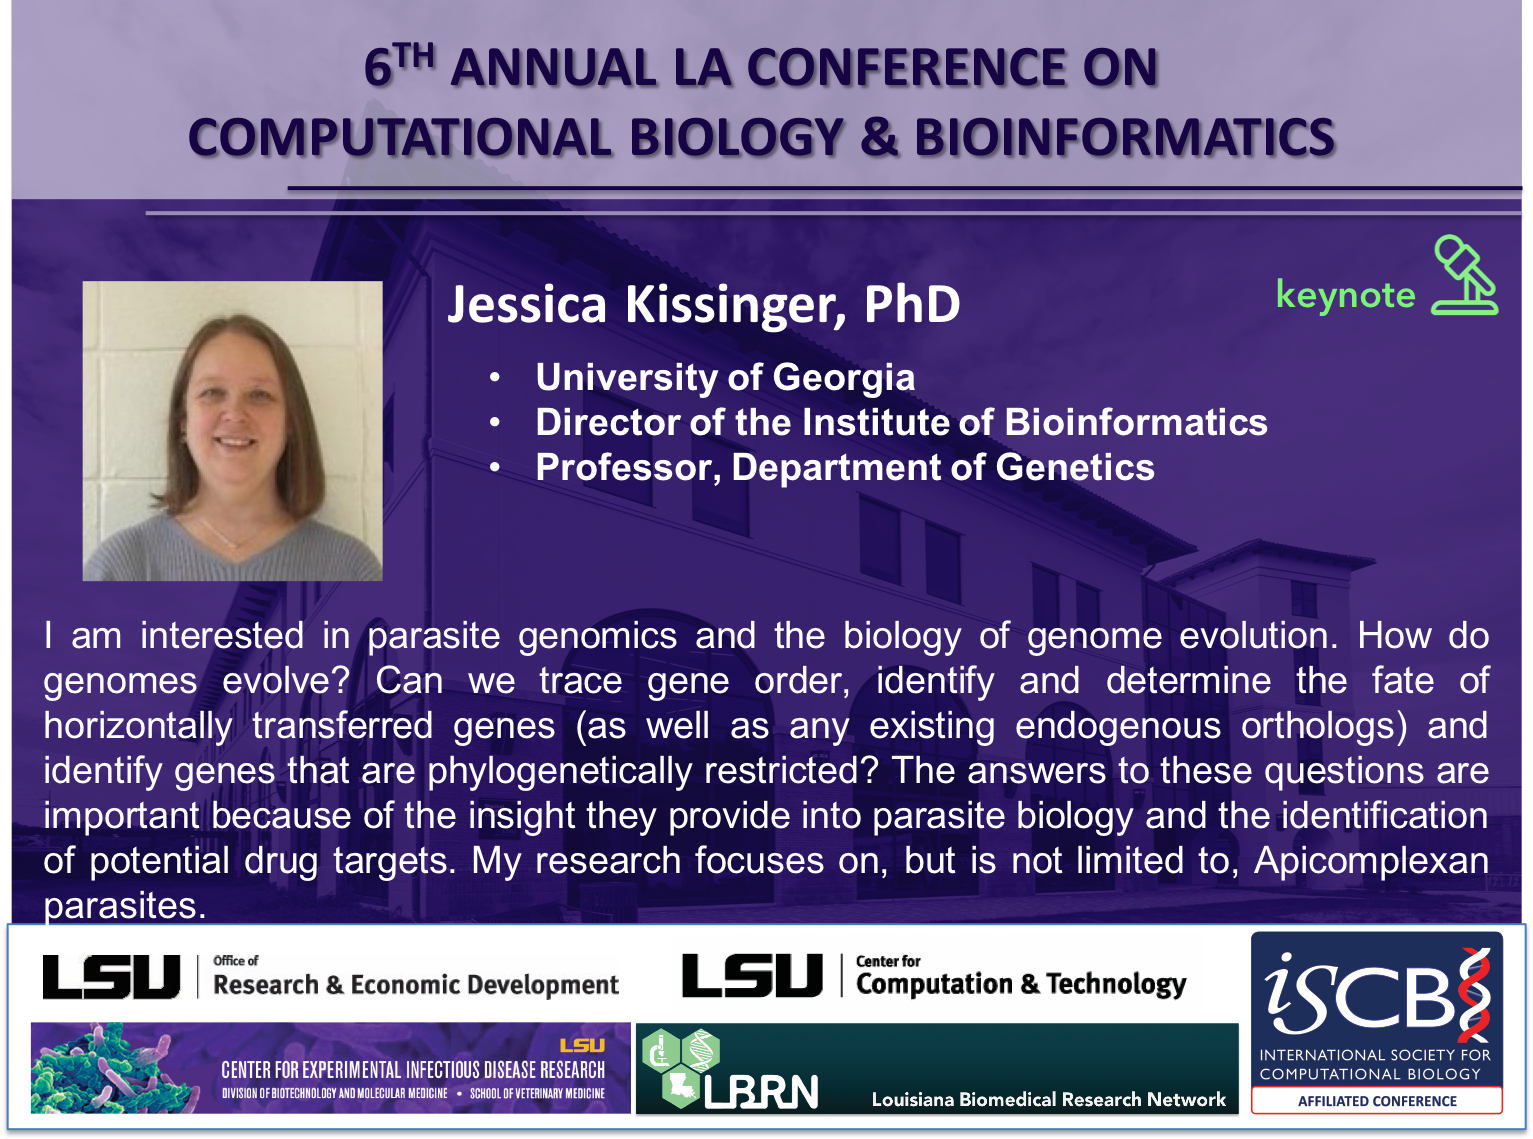 6TH ANNUAL LA CONFERENCE ON
COMPUTATIONAL BIOLOGY & BIOINFORMATICS
keynote
Jessica Kissinger, PhD
• University of Georgia
• Director of the Institute of Bioinformatics
• Professor, Department of Genetics
I am interested in parasite genomics and the biology of genome evolution. How do
genomes evolve? Can we trace gene order, identify and determine the fate of
horizontally transferred genes (as well as any existing endogenous orthologs) and
identify genes that are phylogenetically restricted? The answers to these questions are
important because of the insight they provide into parasite biology and the identification
of potential drug targets. My research focuses on, but is not limited to, Apicomplexan
parasites.
LSU Office of
Research & Economic Development
LSU Center for
Computation & Technology
LSU
CENTER FOR EXPERIMENTAL INFECTIOUS DISEASE RESEARCH
DIVISION OF BIOTECHNOLOGY AND MOLECULAR MEDICINE • SCHOOL OF VETERINARY MEDICINE
LBRN
Louisiana Biomedical Research Network
iSCB
INTERNATIONAL SOCIETY FOR
COMPUTATIONAL BIOLOGY
AFFILIATED CONFERENCE